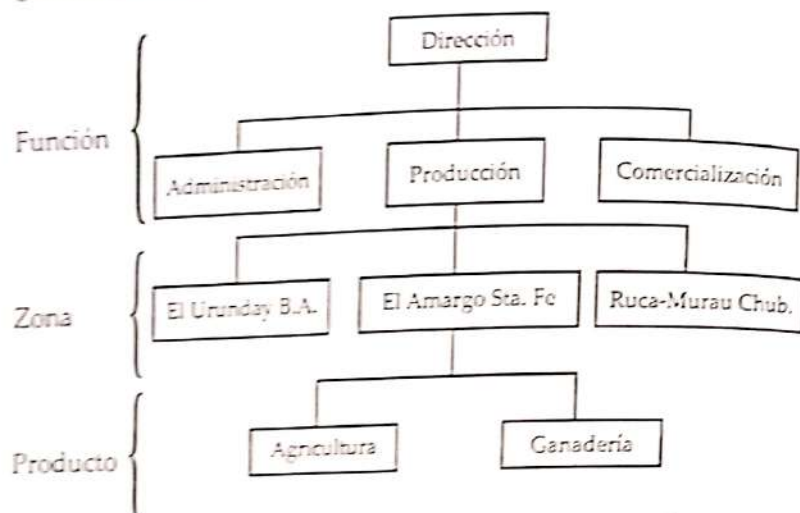 Dirección
Función
Administración
Producción
Comercialización
Zona
El Urunday B.A.
El Amargo Sta. Fe
Ruca-Murau Chub.
Producto
Agricultura
Ganadería